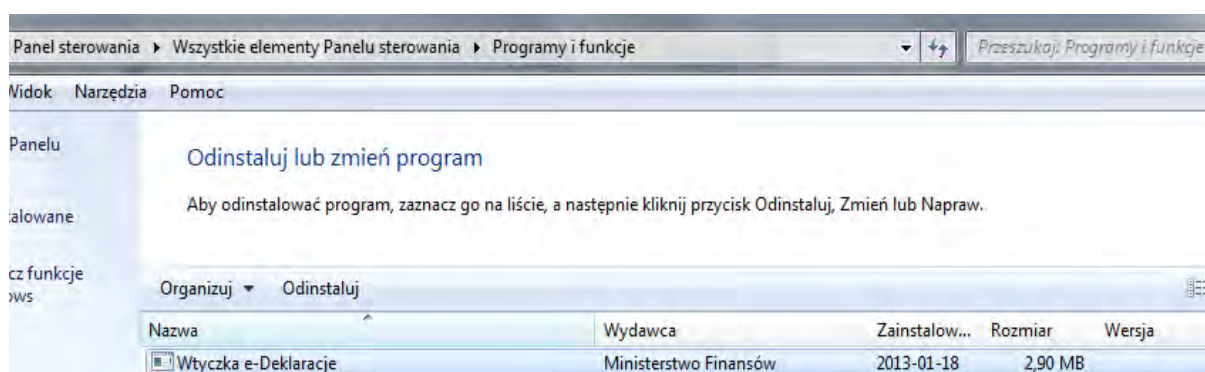 Panel sterowania ▸ Wszystkie elementy Panelu sterowania ▸ Programy i funkcje Przeszukaj: Programy i funkcje
Widok Narzędzia Pomoc
Panelu
Odinstaluj lub zmień program
Aby odinstalować program, zaznacz go na liście, a następnie kliknij przycisk Odinstaluj, Zmień lub Napraw.
talowane
cz funkcje
ows
Organizuj Odinstaluj
Nazwa Wydawca Zainstalow... Rozmiar Wersja
Wtyczka e-Deklaracje Ministerstwo Finansów 2013-01-18 2,90 MB